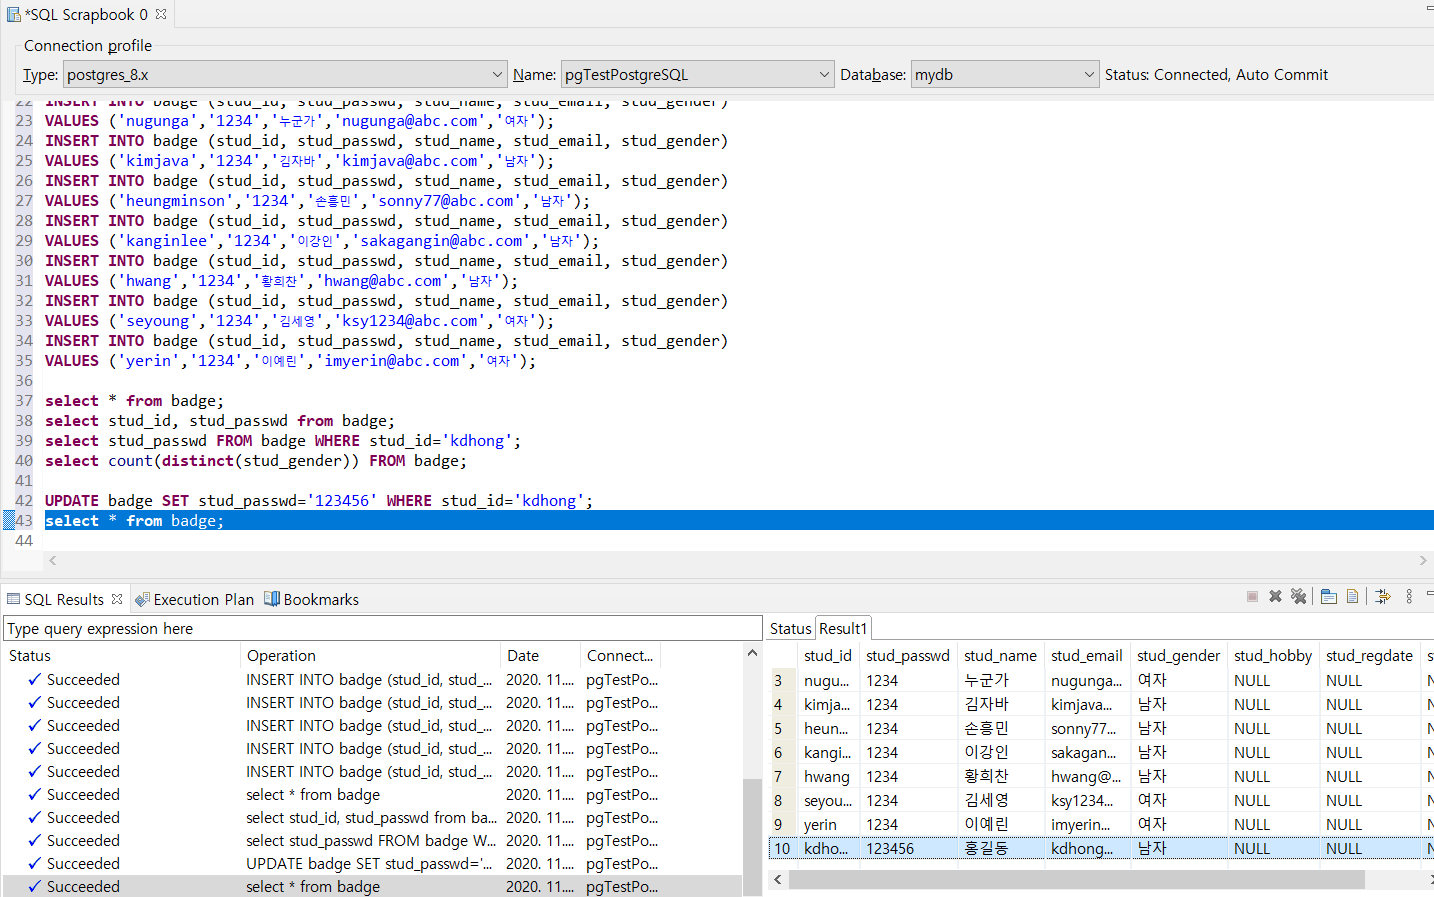 *SQL Scrapbook 0
Connection profile
Type: postgres_8.x Name: pgTestPostgreSQL Database: mydb Status: Connected, Auto Commit
22 INSERT INTO badge (stud_id, stud_passwd, stud_name, stud_email, stud_gender)
23 VALUES ('nugunga','1234','누군가','nugunga@abc.com','여자');
24 INSERT INTO badge (stud_id, stud_passwd, stud_name, stud_email, stud_gender)
25 VALUES ('kimjava','1234','김자바','kimjava@abc.com','남자');
26 INSERT INTO badge (stud_id, stud_passwd, stud_name, stud_email, stud_gender)
27 VALUES ('heungminson','1234','손흥민','sonny77@abc.com','남자');
28 INSERT INTO badge (stud_id, stud_passwd, stud_name, stud_email, stud_gender)
29 VALUES ('kanginlee','1234','이강인','sakagangin@abc.com','남자');
30 INSERT INTO badge (stud_id, stud_passwd, stud_name, stud_email, stud_gender)
31 VALUES ('hwang','1234','황희찬','hwang@abc.com','남자');
32 INSERT INTO badge (stud_id, stud_passwd, stud_name, stud_email, stud_gender)
33 VALUES ('seyoung','1234','김세영','ksy1234@abc.com','여자');
34 INSERT INTO badge (stud_id, stud_passwd, stud_name, stud_email, stud_gender)
35 VALUES ('yerin','1234','이예린','imyerin@abc.com','여자');
36
37 select * from badge;
38 select stud_id, stud_passwd from badge;
39 select stud_passwd FROM badge WHERE stud_id='kdhong';
40 select count(distinct(stud_gender)) FROM badge;
41
42 UPDATE badge SET stud_passwd='123456' WHERE stud_id='kdhong';
43 select * from badge;
44
SQL Results Execution Plan Bookmarks
Type query expression here
Status Operation Date Connect...
Succeeded INSERT INTO badge (stud_id, stud_... 2020. 11.... pgTestPo...
Succeeded INSERT INTO badge (stud_id, stud_... 2020. 11.... pgTestPo...
Succeeded INSERT INTO badge (stud_id, stud_... 2020. 11.... pgTestPo...
Succeeded INSERT INTO badge (stud_id, stud_... 2020. 11.... pgTestPo...
Succeeded INSERT INTO badge (stud_id, stud_... 2020. 11.... pgTestPo...
Succeeded select * from badge 2020. 11.... pgTestPo...
Succeeded select stud_id, stud_passwd from ba... 2020. 11.... pgTestPo...
Succeeded select stud_passwd FROM badge W... 2020. 11.... pgTestPo...
Succeeded UPDATE badge SET stud_passwd='... 2020. 11.... pgTestPo...
Succeeded select * from badge 2020. 11.... pgTestPo...
Status Result1
stud_id stud_passwd stud_name stud_email stud_gender stud_hobby stud_regdate
3 nugu... 1234 누군가 nugunga... 여자 NULL NULL
4 kimja... 1234 김자바 kimjava... 남자 NULL NULL
5 heun... 1234 손흥민 sonny77... 남자 NULL NULL
6 kangi... 1234 이강인 sakagan... 남자 NULL NULL
7 hwang 1234 황희찬 hwang@... 남자 NULL NULL
8 seyou... 1234 김세영 ksy1234... 여자 NULL NULL
9 yerin 1234 이예린 imyerin... 여자 NULL NULL
10 kdho... 123456 홍길동 kdhong... 남자 NULL NULL